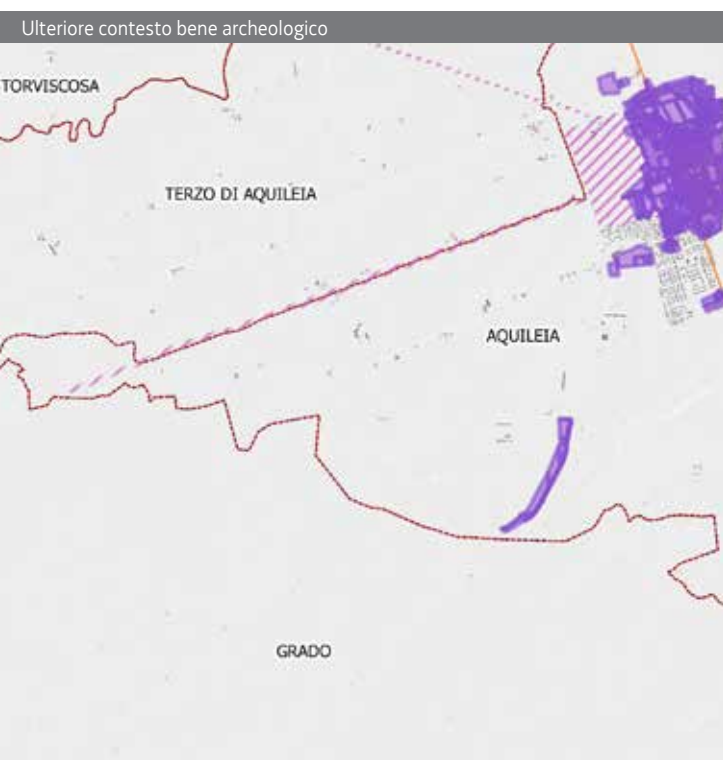 Ulteriore contesto bene archeologico
TORVISCOSA
TERZO DI AQUILEIA
AQUILEIA
GRADO